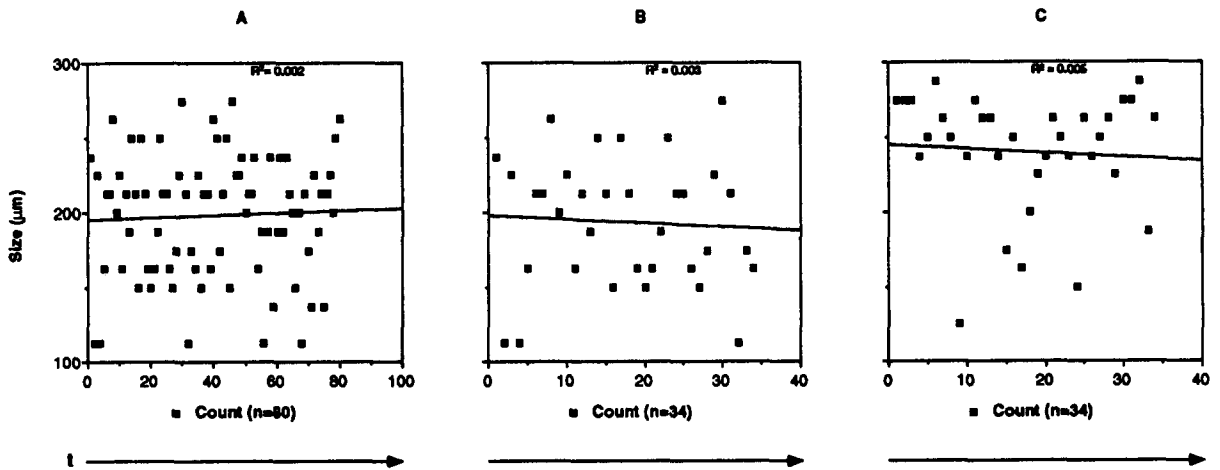 A B C
R² = 0.002 R² = 0.003 R² = 0.005
300
200
100
Size (μm)
0 20 40 60 80 100
0 10 20 30 40
0 10 20 30 40
Count (n=80) Count (n=34) Count (n=34)
t